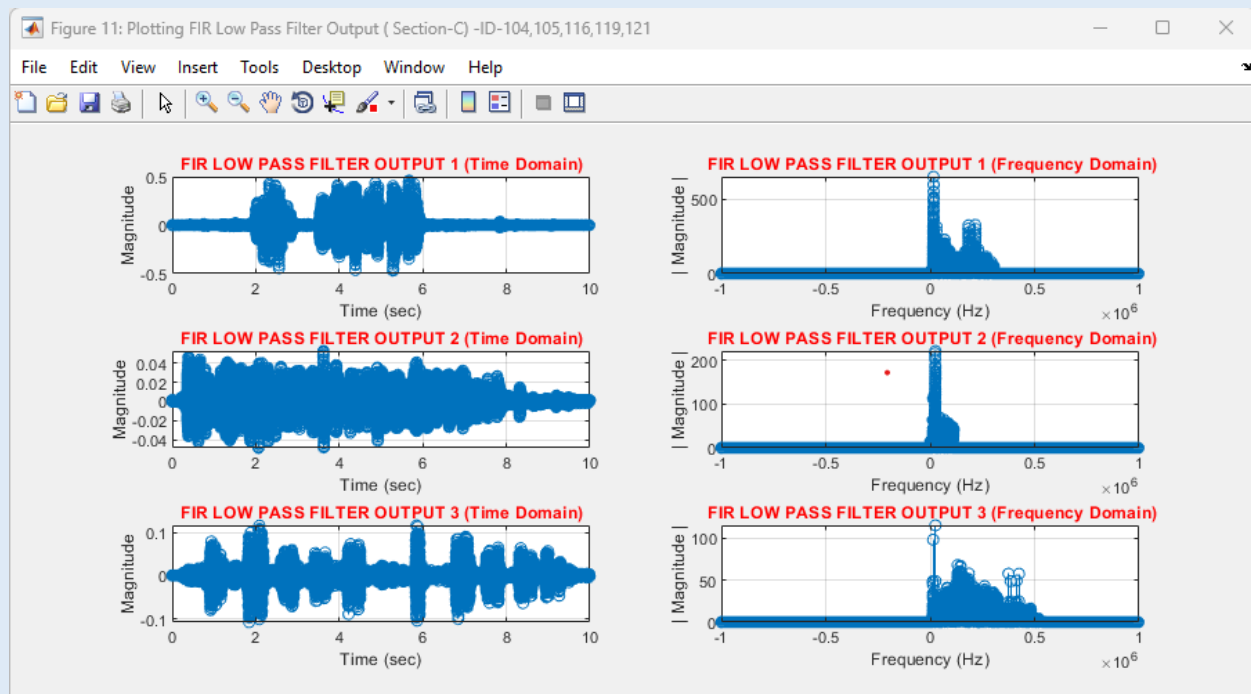 Figure 11: Plotting FIR Low Pass Filter Output ( Section-C) -ID-104,105,116,119,121
File Edit View Insert Tools Desktop Window Help
FIR LOW PASS FILTER OUTPUT 1 (Time Domain)
0.5
0
-0.5
Magnitude
0 2 4 6 8 10
Time (sec)
FIR LOW PASS FILTER OUTPUT 1 (Frequency Domain)
500
0
| Magnitude |
-1 -0.5 0 0.5 1
Frequency (Hz)
×10^6
FIR LOW PASS FILTER OUTPUT 2 (Time Domain)
0.04
0.02
0
-0.02
-0.04
Magnitude
0 2 4 6 8 10
Time (sec)
FIR LOW PASS FILTER OUTPUT 2 (Frequency Domain)
200
100
0
| Magnitude |
-1 -0.5 0 0.5 1
Frequency (Hz)
×10^6
FIR LOW PASS FILTER OUTPUT 3 (Time Domain)
0.1
0
-0.1
Magnitude
0 2 4 6 8 10
Time (sec)
FIR LOW PASS FILTER OUTPUT 3 (Frequency Domain)
100
50
0
| Magnitude |
-1 -0.5 0 0.5 1
Frequency (Hz)
×10^6